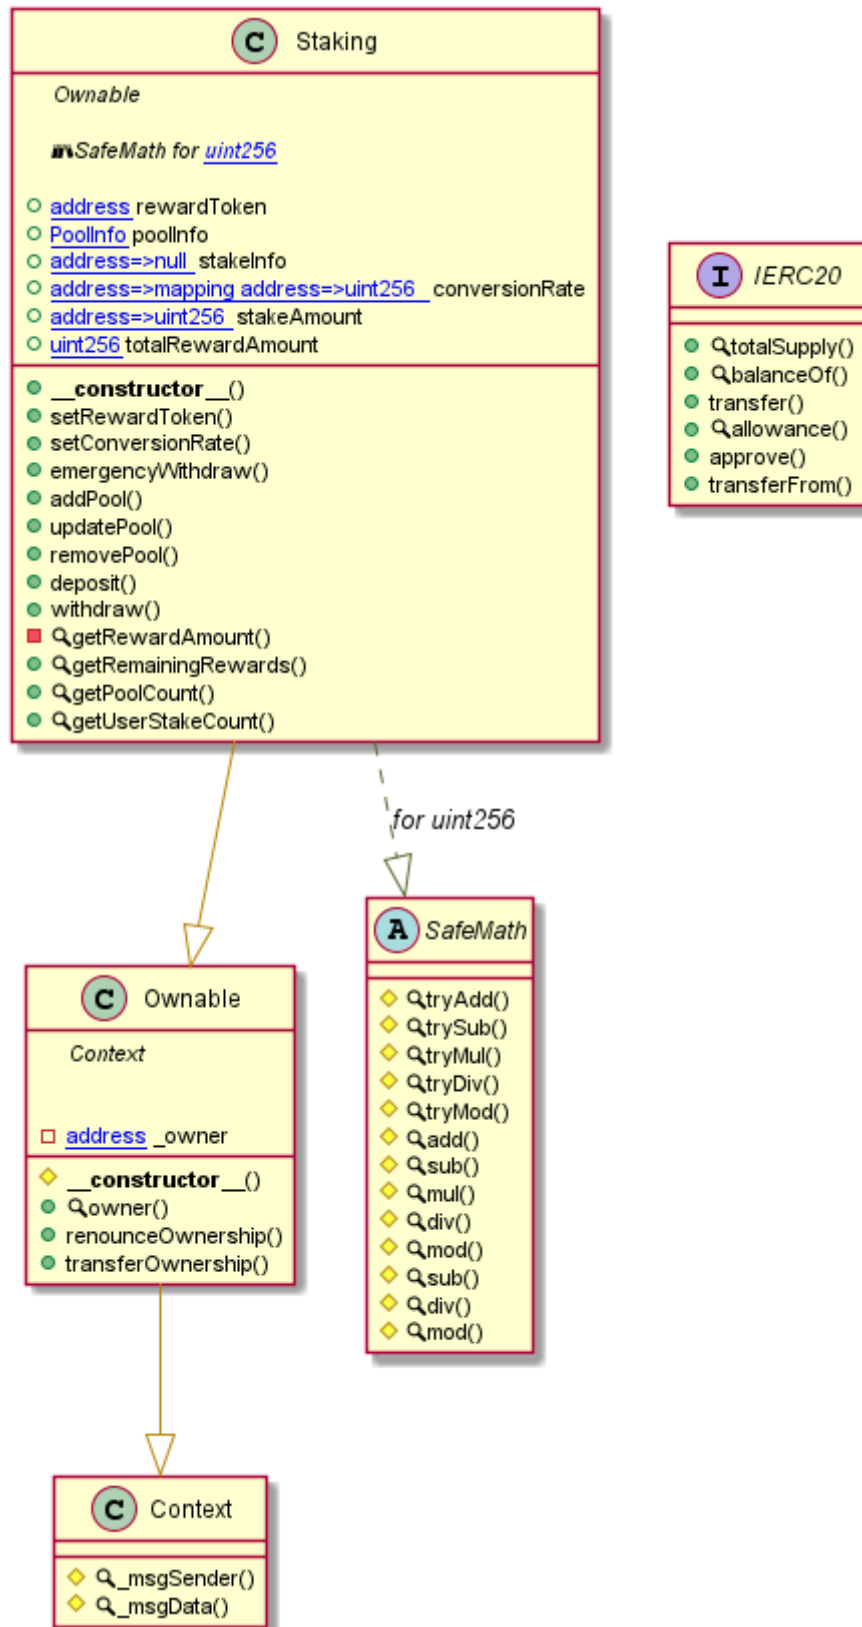 C Staking
Ownable
SafeMath for uint256
address rewardToken
PoolInfo poolInfo
address=>null stakeInfo
address=>mapping address=>uint256 conversionRate
address=>uint256 stakeAmount
uint256 totalRewardAmount
__constructor__()
setRewardToken()
setConversionRate()
emergencyWithdraw()
addPool()
updatePool()
removePool()
deposit()
withdraw()
getRewardAmount()
getRemainingRewards()
getPoolCount()
getUserStakeCount()
I IERC20
totalSupply()
balanceOf()
transfer()
allowance()
approve()
transferFrom()
for uint256
C Ownable
Context
address _owner
__constructor__()
owner()
renounceOwnership()
transferOwnership()
A SafeMath
tryAdd()
trySub()
tryMul()
tryDiv()
tryMod()
add()
sub()
mul()
div()
mod()
sub()
div()
mod()
C Context
_msgSender()
_msgData()